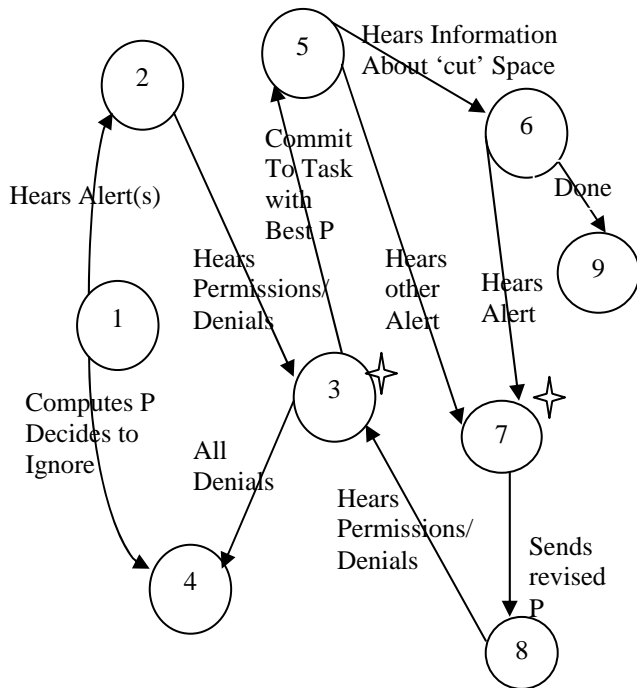 5
Hears Information
About ‘cut’ Space
2
6
Commit
To Task
with
Best P
Done
Hears Alert(s)
9
Hears
Permissions/
Denials
Hears
other
Alert
Hears
Alert
1
3
7
Computes P
Decides to
Ignore
All
Denials
Hears
Permissions/
Denials
Sends
revised
P
4
8